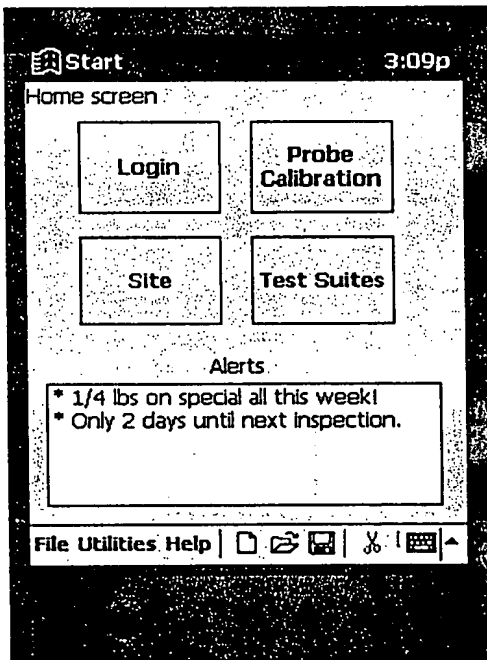 Start 3:09p
Home screen
Login
Probe
Calibration
Site
Test Suites
Alerts
* 1/4 lbs on special all this week!
* Only 2 days until next inspection.
File Utilities Help